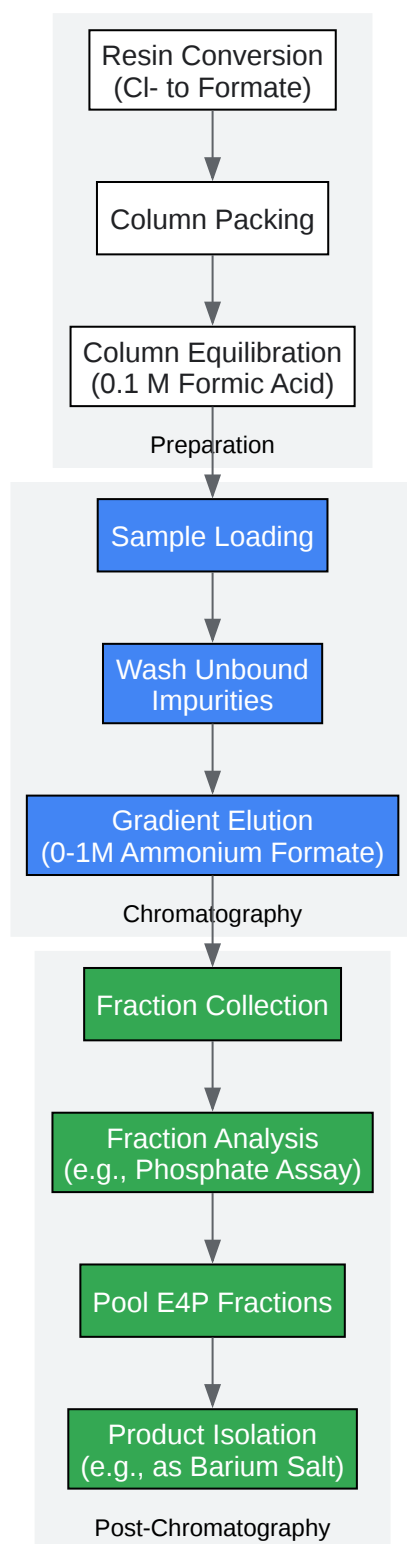 Resin Conversion
(Cl- to Formate)
Column Packing
Column Equilibration
(0.1 M Formic Acid)
Preparation
Sample Loading
Wash Unbound
Impurities
Gradient Elution
(0-1M Ammonium Formate)
Chromatography
Fraction Collection
Fraction Analysis
(e.g., Phosphate Assay)
Pool E4P Fractions
Product Isolation
(e.g., as Barium Salt)
Post-Chromatography